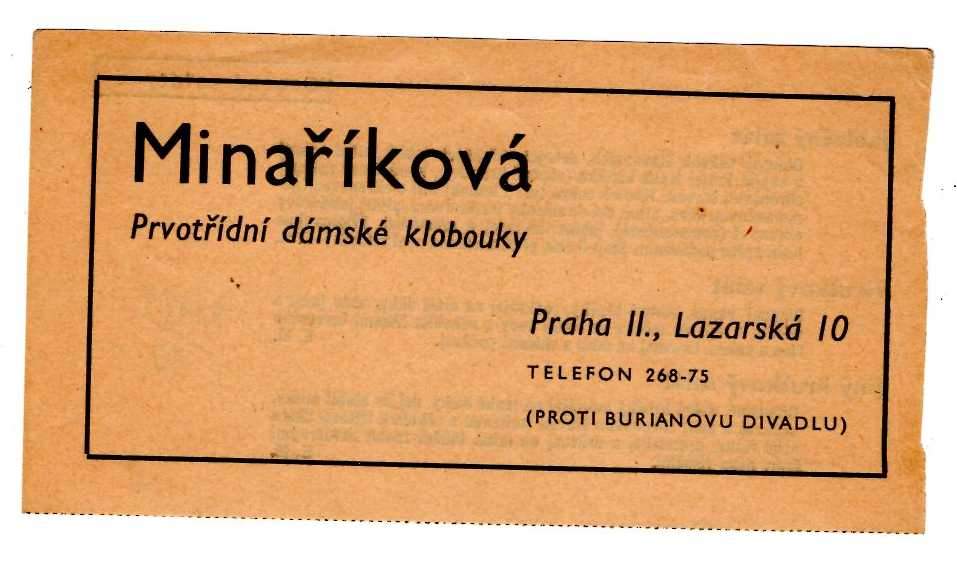 Minaříková
Prvotřídní dámské klobouky
Praha II., Lazarská 10
TELEFON 268-75
(PROTI BURIANOVU DIVADLU)